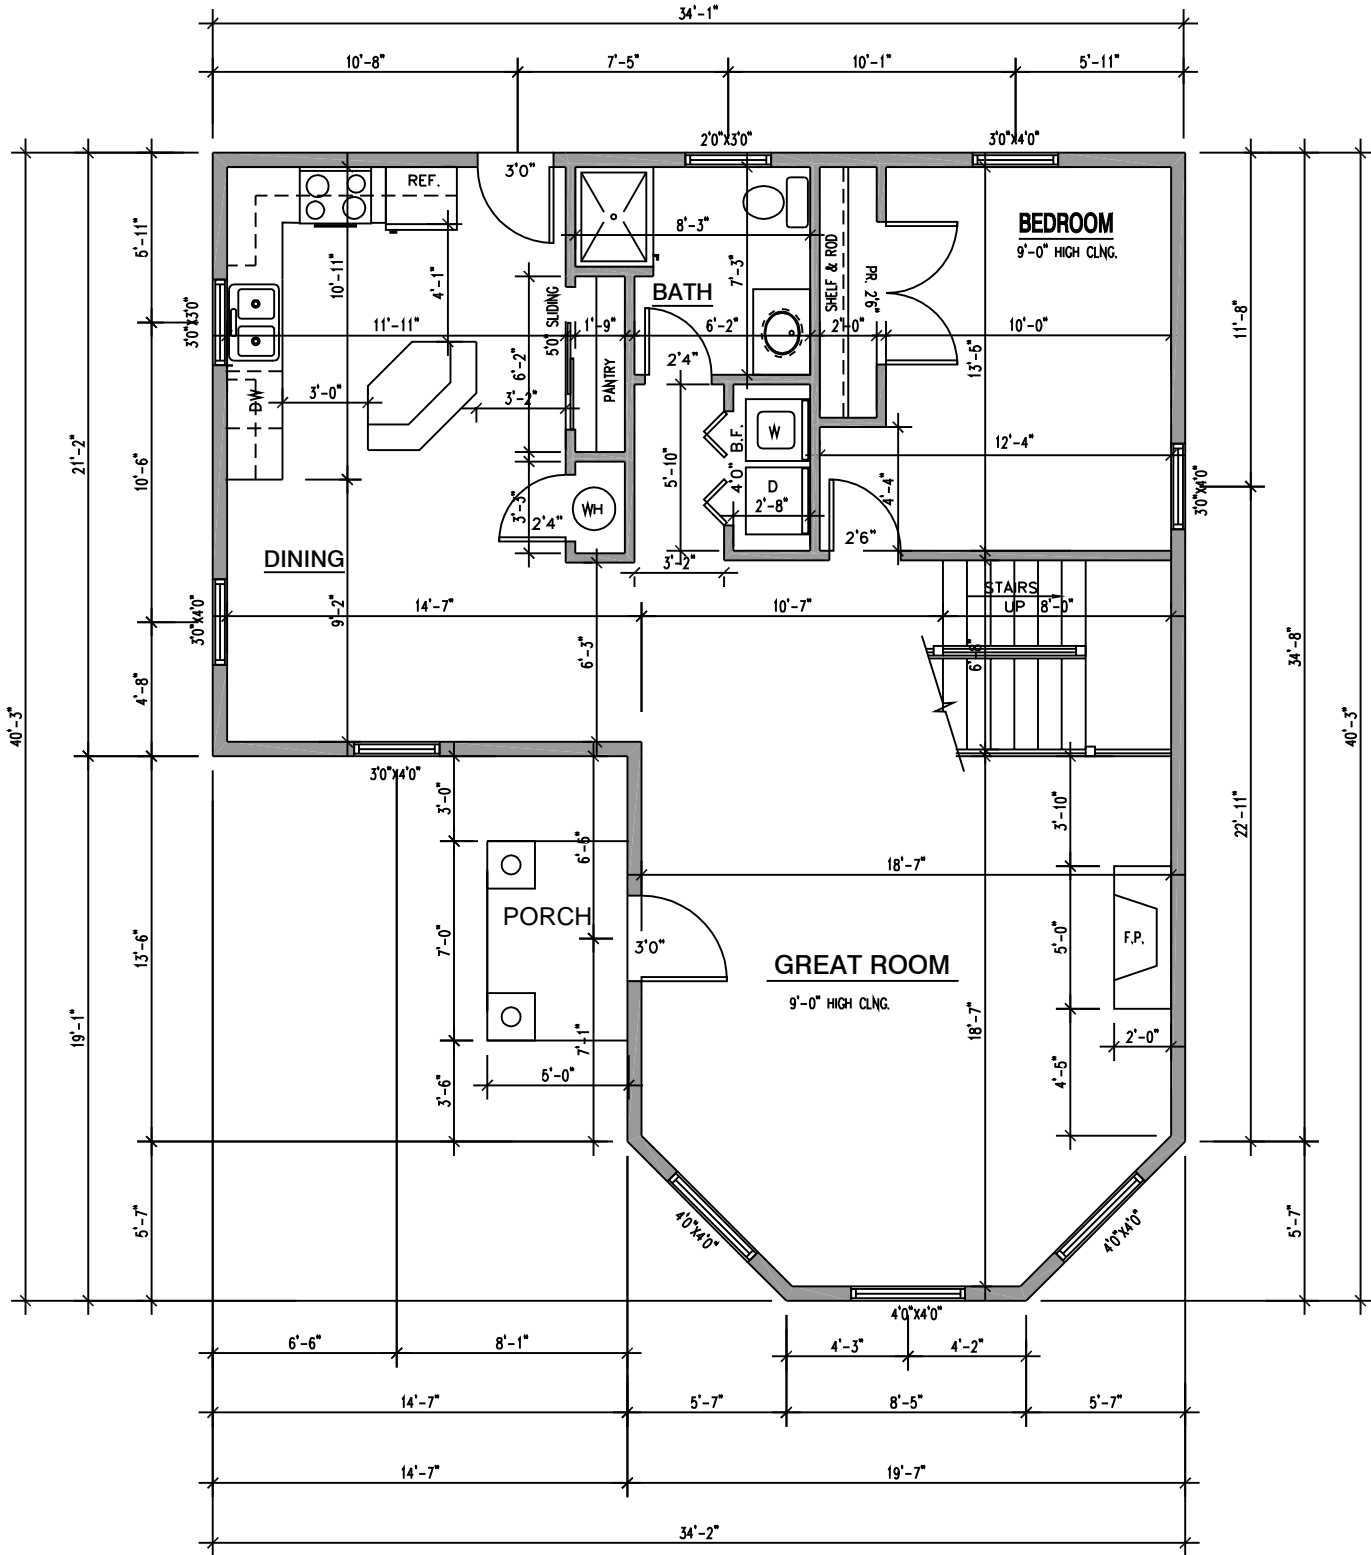 34'-1"
10'-8" 7'-5" 10'-1" 5'-11"
2'0"X3'0" 3'0"X4'0"
3'0"
REF.
BEDROOM
9'-0" HIGH CLNG.
8'-3"
5'-11"
10'-11"
4'-1"
7'-3"
SHELF & ROD
PR. 2'6"
BATH
3'0"X3'0"
11'-11"
5'0" SLIDING
1'-9"
6'-2"
2'-0"
10'-0"
11'-8"
13'-5"
6'-2"
2'4"
PANTRY
DW
3'-0"
3'-2"
B.F.
4'0"
W
12'-4"
21'-2"
10'-6"
5'-10"
D
2'-8"
4'-4"
3'0"X4'0"
3'-3"
2'4"
WH
2'6"
DINING
3'-2"
STAIRS
UP 8'-0"
3'0"X4'0"
9'-2"
14'-7"
10'-7"
6'-3"
6'-8"
34'-8"
4'-8"
40'-3"
40'-3"
3'0"X4'0"
3'-0"
6'-5"
3'-10"
22'-11"
18'-7"
PORCH
13'-6"
7'-0"
3'0"
5'-0"
F.P.
GREAT ROOM
9'-0" HIGH CLNG.
19'-1"
7'-1"
18'-7"
2'-0"
5'-0"
3'-6"
4'-5"
5'-7"
4'0"X4'0"
4'0"X4'0"
5'-7"
4'0"X4'0"
6'-6" 8'-1" 4'-3" 4'-2"
14'-7" 5'-7" 8'-5" 5'-7"
14'-7" 19'-7"
34'-2"